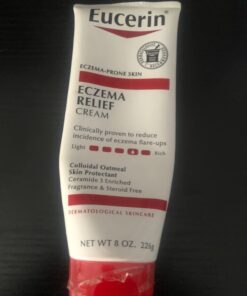 Eucerin®
ECZEMA-PRONE SKIN
ECZEMA
RELIEF
CREAM
Clinically proven to reduce
incidence of eczema flare-ups
Light Rich
Colloidal Oatmeal
Skin Protectant
Ceramide 3 Enriched
Fragrance & Steroid Free
DERMATOLOGICAL SKINCARE
NET WT 8 OZ. 226g